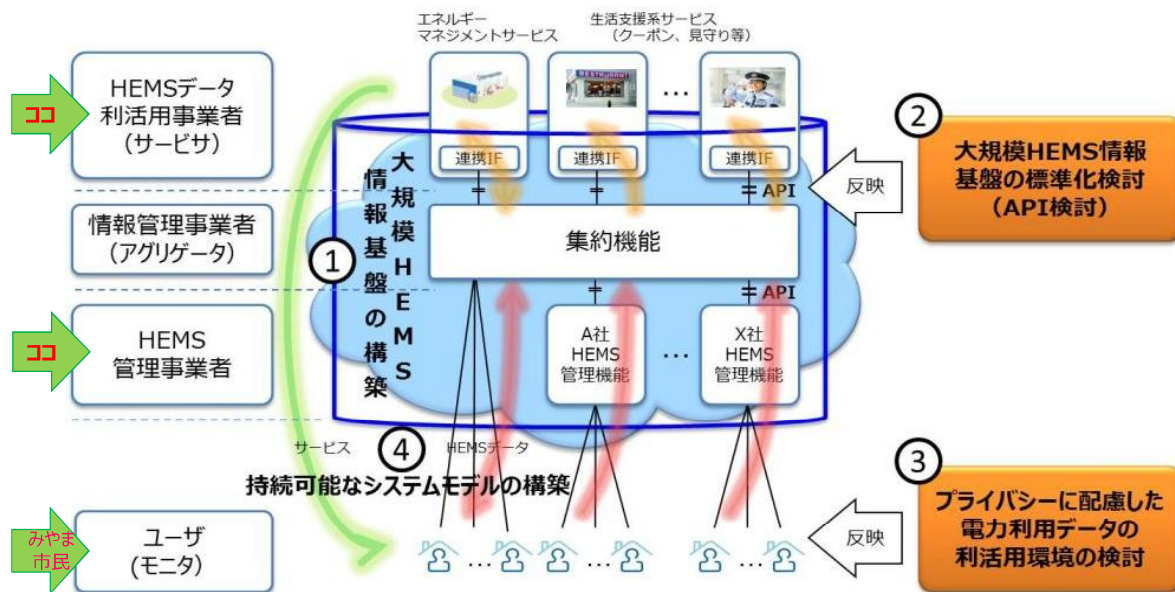 エネルギー
マネジメントサービス
生活支援系サービス
（クーポン、見守り等）
RESTAURANT
…
ココ
HEMSデータ
利活用事業者
（サービサ）
連携IF
連携IF
連携IF
API
反映
②
大規模HEMS情報
基盤の標準化検討
（API検討）
情報管理事業者
(アグリゲータ)
①
大規模HEMS
情報基盤の構築
集約機能
API
ココ
HEMS
管理事業者
A社
HEMS
管理機能
…
X社
HEMS
管理機能
サービス
④
HEMSデータ
持続可能なシステムモデルの構築
みやま
市民
ユーザ
(モニタ)
…
…
…
反映
③
プライバシーに配慮した
電力利用データの
利活用環境の検討